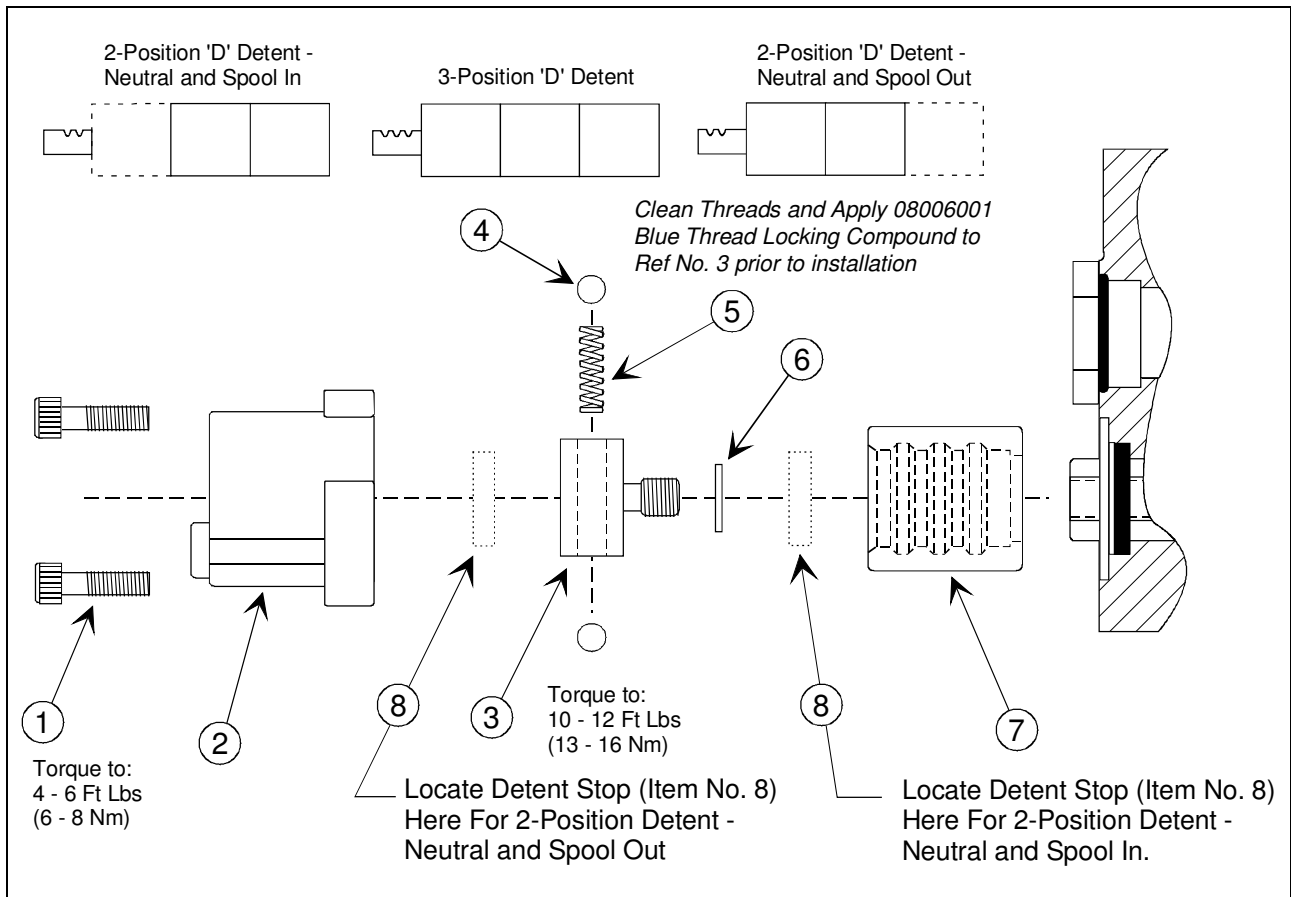 2-Position 'D' Detent -
Neutral and Spool In
3-Position 'D' Detent
2-Position 'D' Detent -
Neutral and Spool Out
Clean Threads and Apply 08006001
Blue Thread Locking Compound to
Ref No. 3 prior to installation
4
5
6
1
2
8
3
8
7
Torque to:
4 - 6 Ft Lbs
(6 - 8 Nm)
Torque to:
10 - 12 Ft Lbs
(13 - 16 Nm)
Locate Detent Stop (Item No. 8)
Here For 2-Position Detent -
Neutral and Spool Out
Locate Detent Stop (Item No. 8)
Here For 2-Position Detent -
Neutral and Spool In.